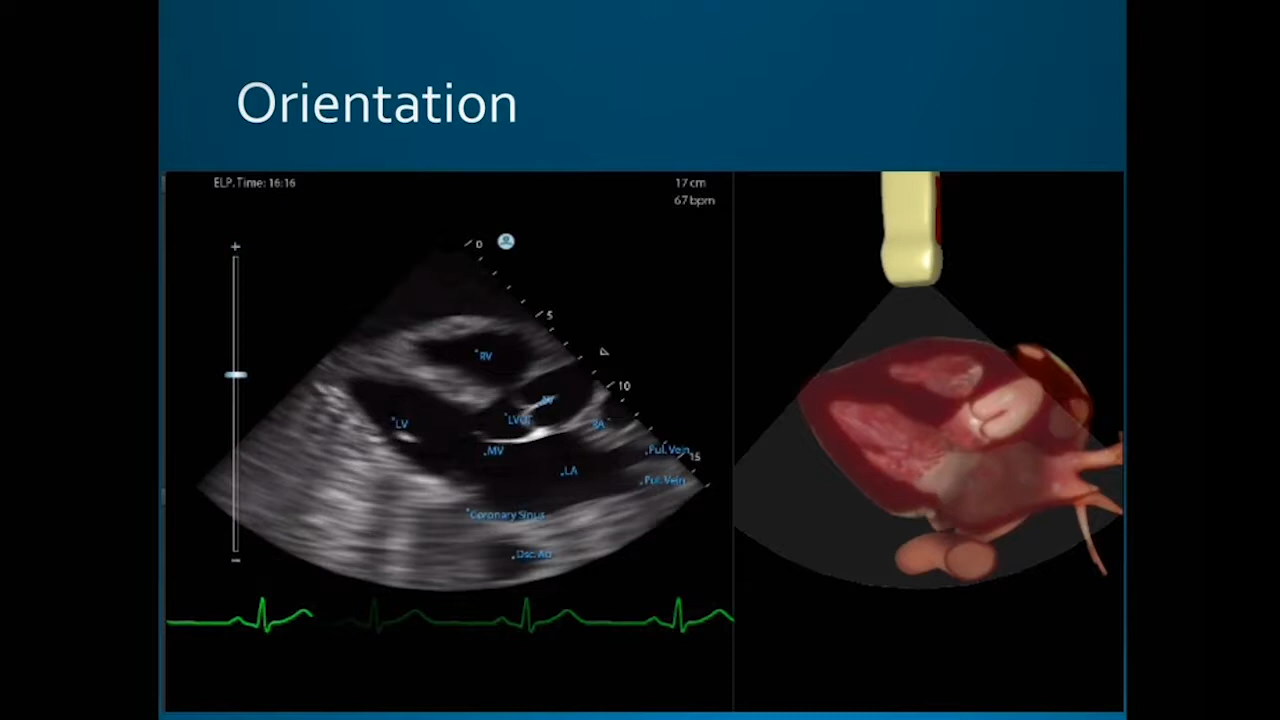 Orientation
ELP. Time: 16:16
17 cm
67 bpm
+
0
5
RV
10
AV
LV
LVOT
RA
MV
Pul. Vein
15
LA
Pul. Vein
Coronary Sinus
Dsc. Ao
-